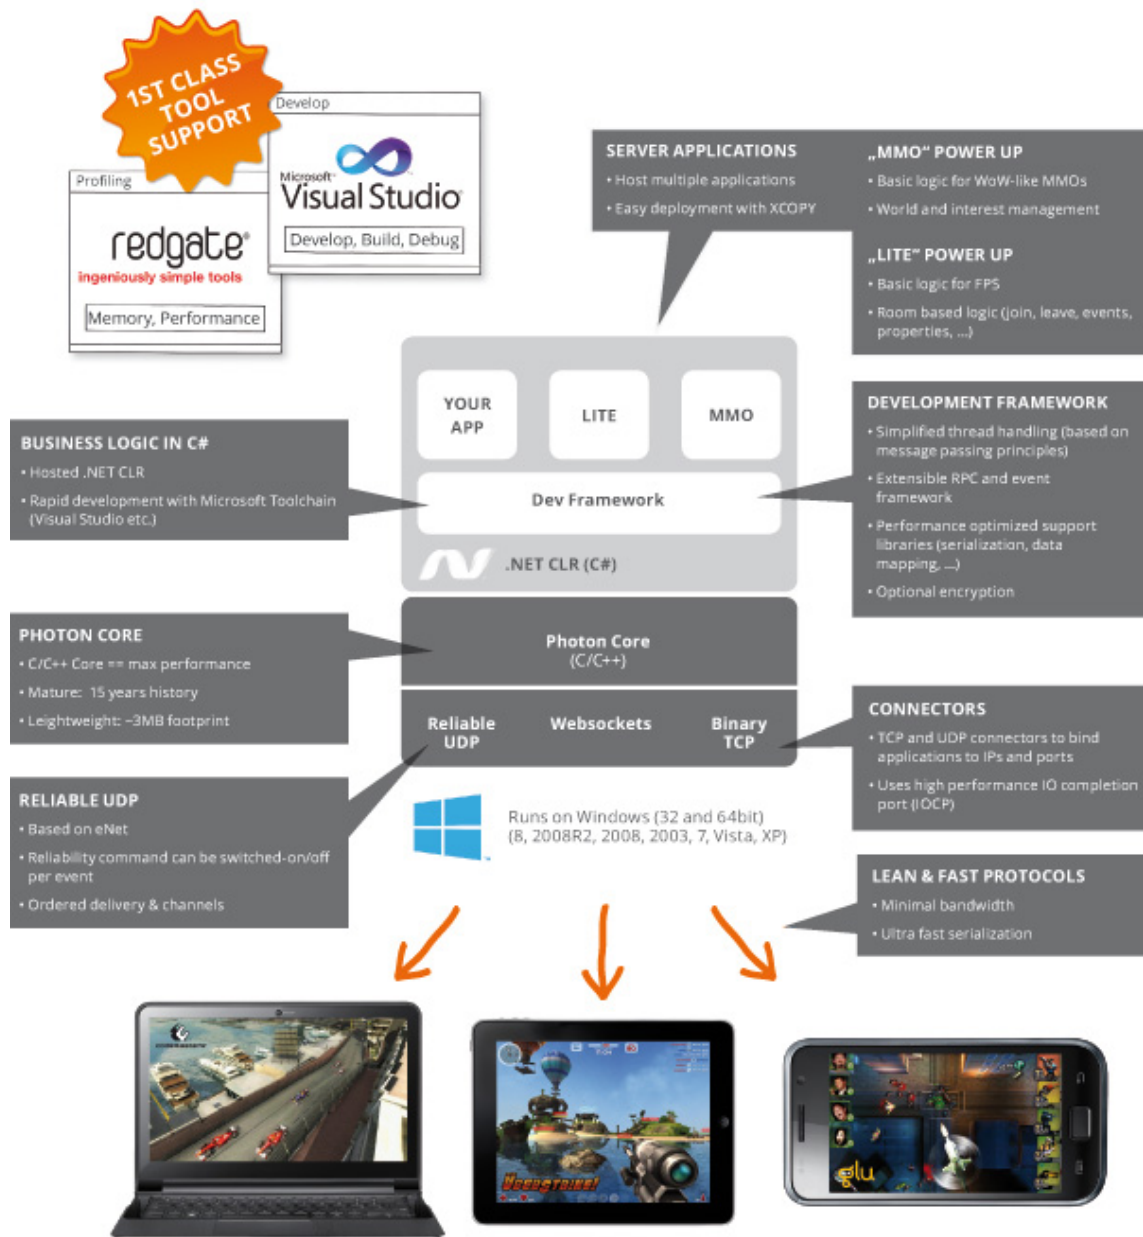 1ST CLASS
TOOL
SUPPORT
Develop
Microsoft™
Visual Studio®
Develop, Build, Debug
Profiling
redgate®
ingeniously simple tools
Memory, Performance
SERVER APPLICATIONS
• Host multiple applications
• Easy deployment with XCOPY
„MMO“ POWER UP
• Basic logic for WoW-like MMOs
• World and interest management
„LITE“ POWER UP
• Basic logic for FPS
• Room based logic (join, leave, events,
properties, ...)
YOUR
APP
LITE
MMO
Dev Framework
.NET CLR (C#)
BUSINESS LOGIC IN C#
• Hosted .NET CLR
• Rapid development with Microsoft Toolchain
(Visual Studio etc.)
DEVELOPMENT FRAMEWORK
• Simplified thread handling (based on
message passing principles)
• Extensible RPC and event
framework
• Performance optimized support
libraries (serialization, data
mapping, ...)
• Optional encryption
PHOTON CORE
• C/C++ Core == max performance
• Mature: 15 years history
• Leightweight: ~3MB footprint
Photon Core
(C/C++)
Reliable
UDP
Websockets
Binary
TCP
CONNECTORS
• TCP and UDP connectors to bind
applications to IPs and ports
• Uses high performance IO completion
port (IOCP)
RELIABLE UDP
• Based on eNet
• Reliability command can be switched-on/off
per event
• Ordered delivery & channels
Runs on Windows (32 and 64bit)
(8, 2008R2, 2008, 2003, 7, Vista, XP)
LEAN & FAST PROTOCOLS
• Minimal bandwidth
• Ultra fast serialization
glu